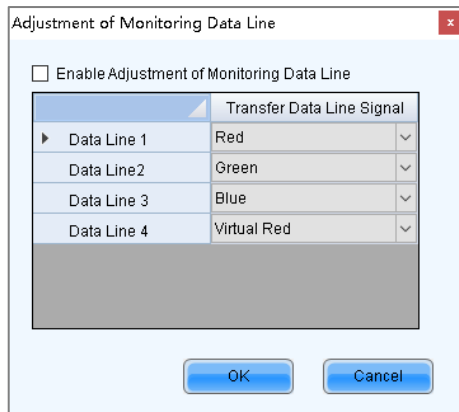 Adjustment of Monitoring Data Line
x
Enable Adjustment of Monitoring Data Line
Transfer Data Line Signal
Data Line 1 Red
Data Line2 Green
Data Line 3 Blue
Data Line 4 Virtual Red
OK Cancel